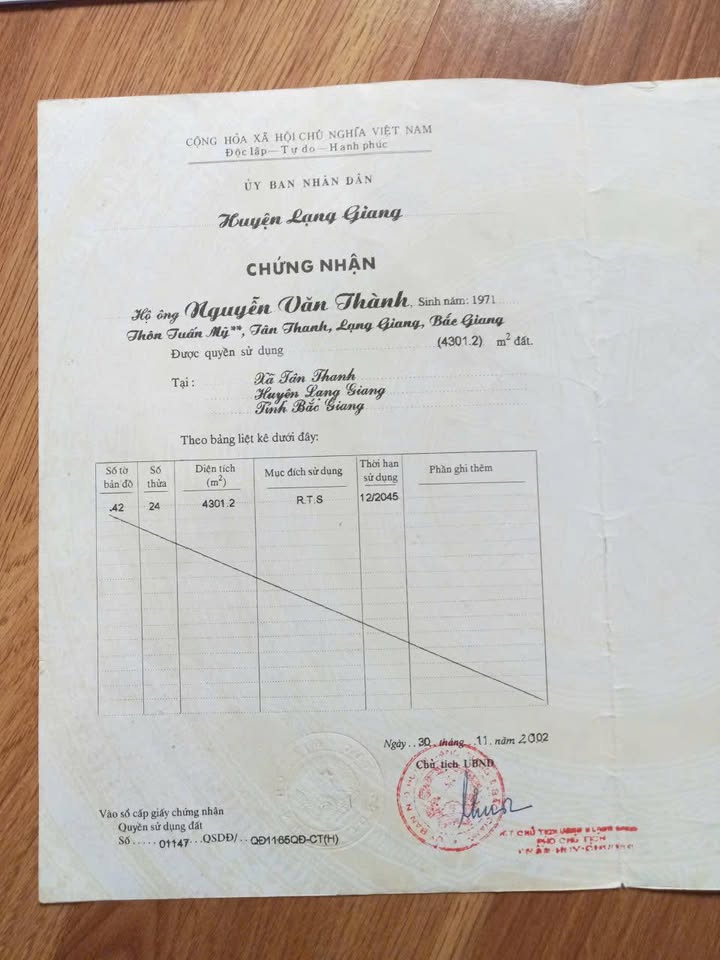 CỘNG HÒA XÃ HỘI CHỦ NGHĨA VIỆT NAM
Độc lập — Tự do — Hạnh phúc
ỦY BAN NHÂN DÂN
Huyện Lạng Giang
CHỨNG NHẬN
Hộ ông Nguyễn Văn Thành, Sinh năm: 1971
Thôn Tuấn Mỹ**, Tân Thanh, Lạng Giang, Bắc Giang
Được quyền sử dụng (4301.2) m² đất.
Tại : Xã Tân Thanh
Huyện Lạng Giang
Tỉnh Bắc Giang
Theo bảng liệt kê dưới đây:
Số tờ bản đồ Số thửa Diện tích (m²) Mục đích sử dụng Thời hạn sử dụng Phần ghi thêm
.42 24 4301.2 R.T.S 12/2045
Ngày . . 30. tháng . .11. năm 2002
Chủ tịch UBND
K.T CHỦ TỊCH
PHÓ CHỦ TỊCH
Vào sổ cấp giấy chứng nhận
Quyền sử dụng đất
Số . . . . . 01147 . . . QSDĐ/ . . QĐ1165QĐ-CT(H)